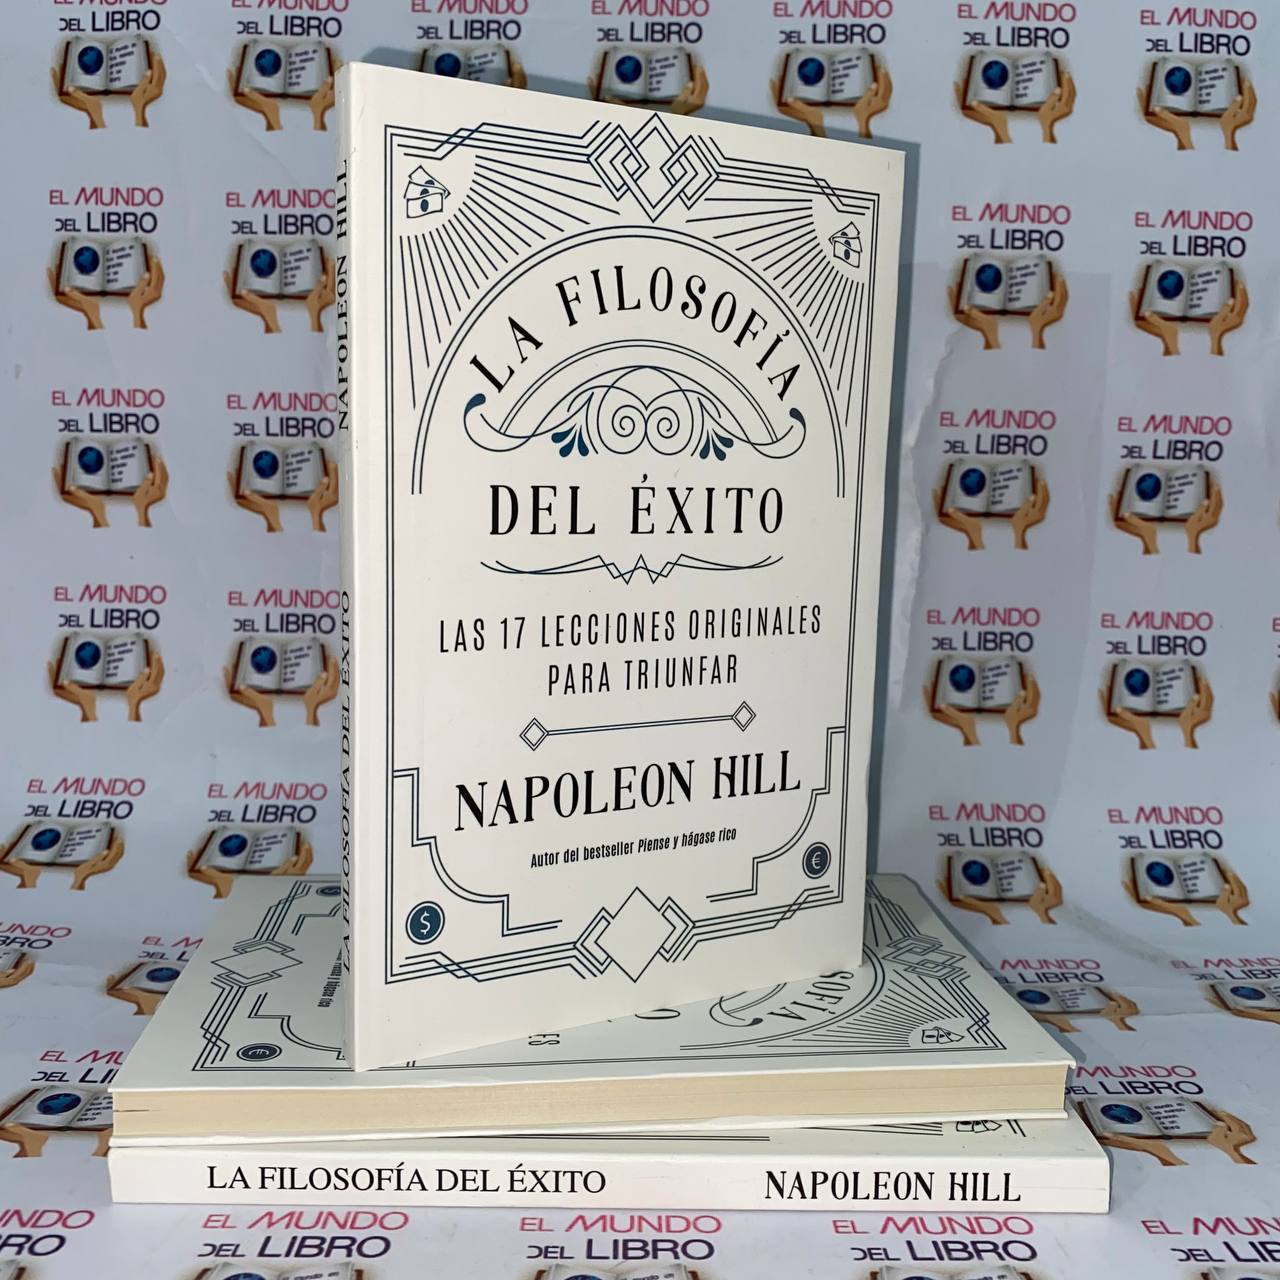 LA FILOSOFÍA
DEL ÉXITO
LAS 17 LECCIONES ORIGINALES
PARA TRIUNFAR
NAPOLEON HILL
Autor del bestseller Piense y hágase rico
$
€
NAPOLEON HILL
LA FILOSOFÍA DEL ÉXITO
LA FILOSOFÍA DEL ÉXITO NAPOLEON HILL
EL MUNDO
DEL LIBRO